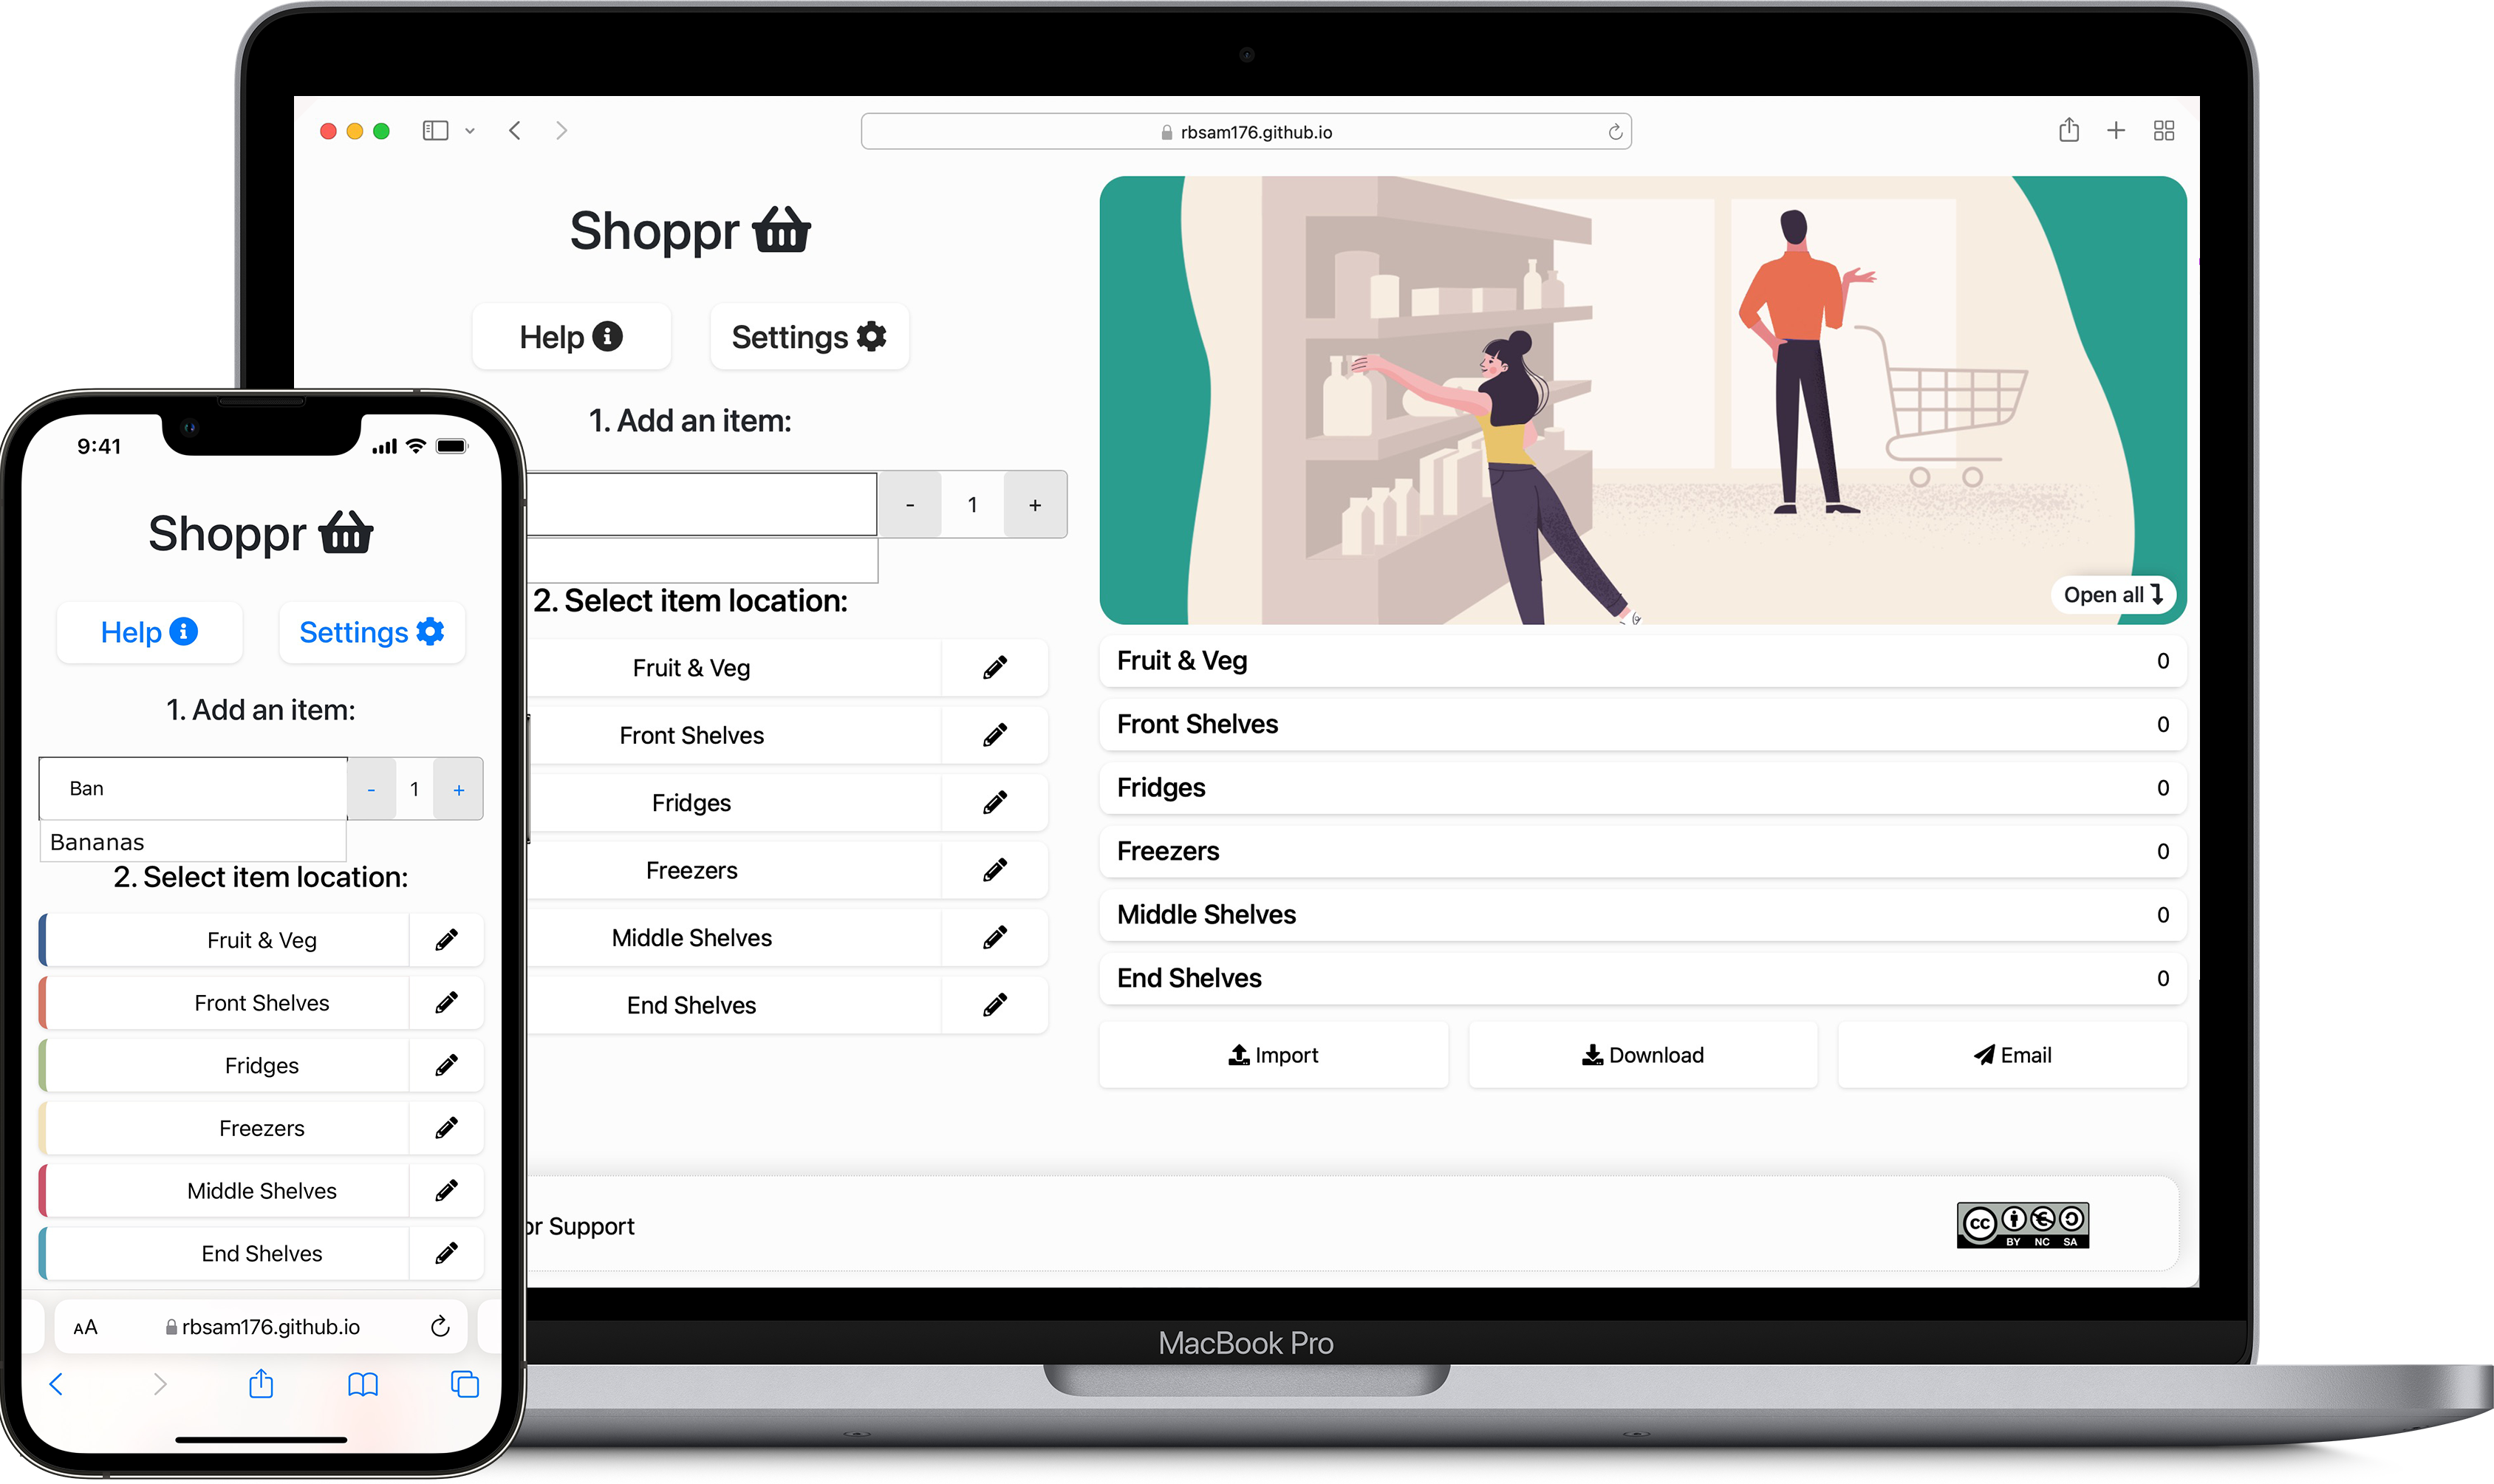 rbsam176.github.io
Shoppr
Help
Settings
1. Add an item:
- 1 +
2. Select item location:
Fruit & Veg
Front Shelves
Fridges
Freezers
Middle Shelves
End Shelves
Open all
Fruit & Veg 0
Front Shelves 0
Fridges 0
Freezers 0
Middle Shelves 0
End Shelves 0
Import
Download
Email
Support
cc
BY NC SA
MacBook Pro
9:41
Shoppr
Help
Settings
1. Add an item:
Ban - 1 +
Bananas
2. Select item location:
Fruit & Veg
Front Shelves
Fridges
Freezers
Middle Shelves
End Shelves
AA rbsam176.github.io